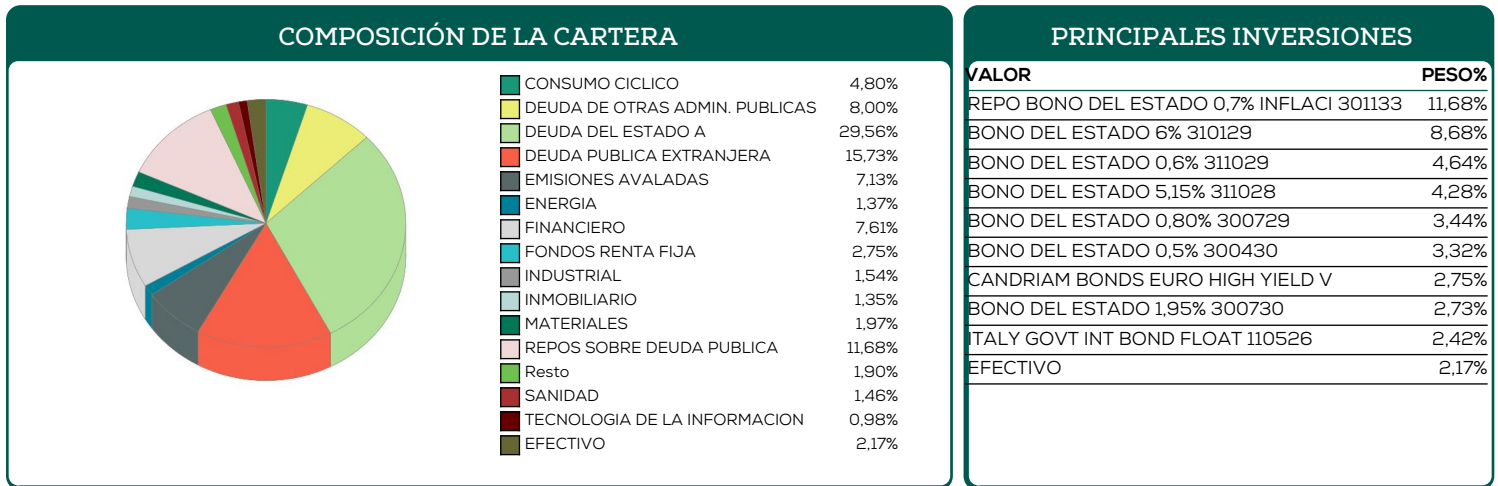 COMPOSICIÓN DE LA CARTERA
CONSUMO CICLICO 4,80%
DEUDA DE OTRAS ADMIN. PUBLICAS 8,00%
DEUDA DEL ESTADO A 29,56%
DEUDA PUBLICA EXTRANJERA 15,73%
EMISIONES AVALADAS 7,13%
ENERGIA 1,37%
FINANCIERO 7,61%
FONDOS RENTA FIJA 2,75%
INDUSTRIAL 1,54%
INMOBILIARIO 1,35%
MATERIALES 1,97%
REPOS SOBRE DEUDA PUBLICA 11,68%
Resto 1,90%
SANIDAD 1,46%
TECNOLOGIA DE LA INFORMACION 0,98%
EFECTIVO 2,17%
PRINCIPALES INVERSIONES
VALOR PESO%
REPO BONO DEL ESTADO 0,7% INFLACI 301133 11,68%
BONO DEL ESTADO 6% 310129 8,68%
BONO DEL ESTADO 0,6% 311029 4,64%
BONO DEL ESTADO 5,15% 311028 4,28%
BONO DEL ESTADO 0,80% 300729 3,44%
BONO DEL ESTADO 0,5% 300430 3,32%
CANDRIAM BONDS EURO HIGH YIELD V 2,75%
BONO DEL ESTADO 1,95% 300730 2,73%
ITALY GOVT INT BOND FLOAT 110526 2,42%
EFECTIVO 2,17%